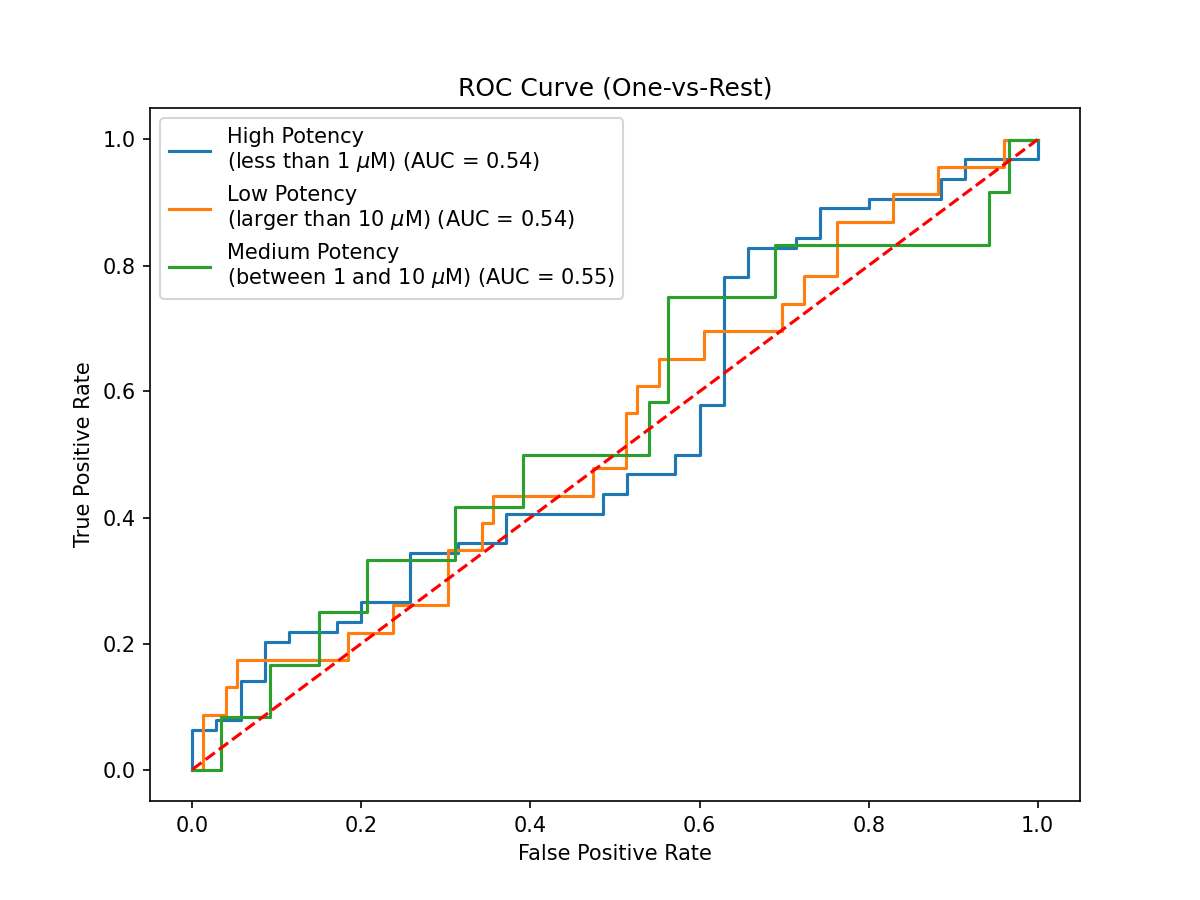 ROC Curve (One-vs-Rest)
High Potency
(less than 1 μM) (AUC = 0.54)
Low Potency
(larger than 10 μM) (AUC = 0.54)
Medium Potency
(between 1 and 10 μM) (AUC = 0.55)
True Positive Rate
1.0
0.8
0.6
0.4
0.2
0.0
0.0 0.2 0.4 0.6 0.8 1.0
False Positive Rate